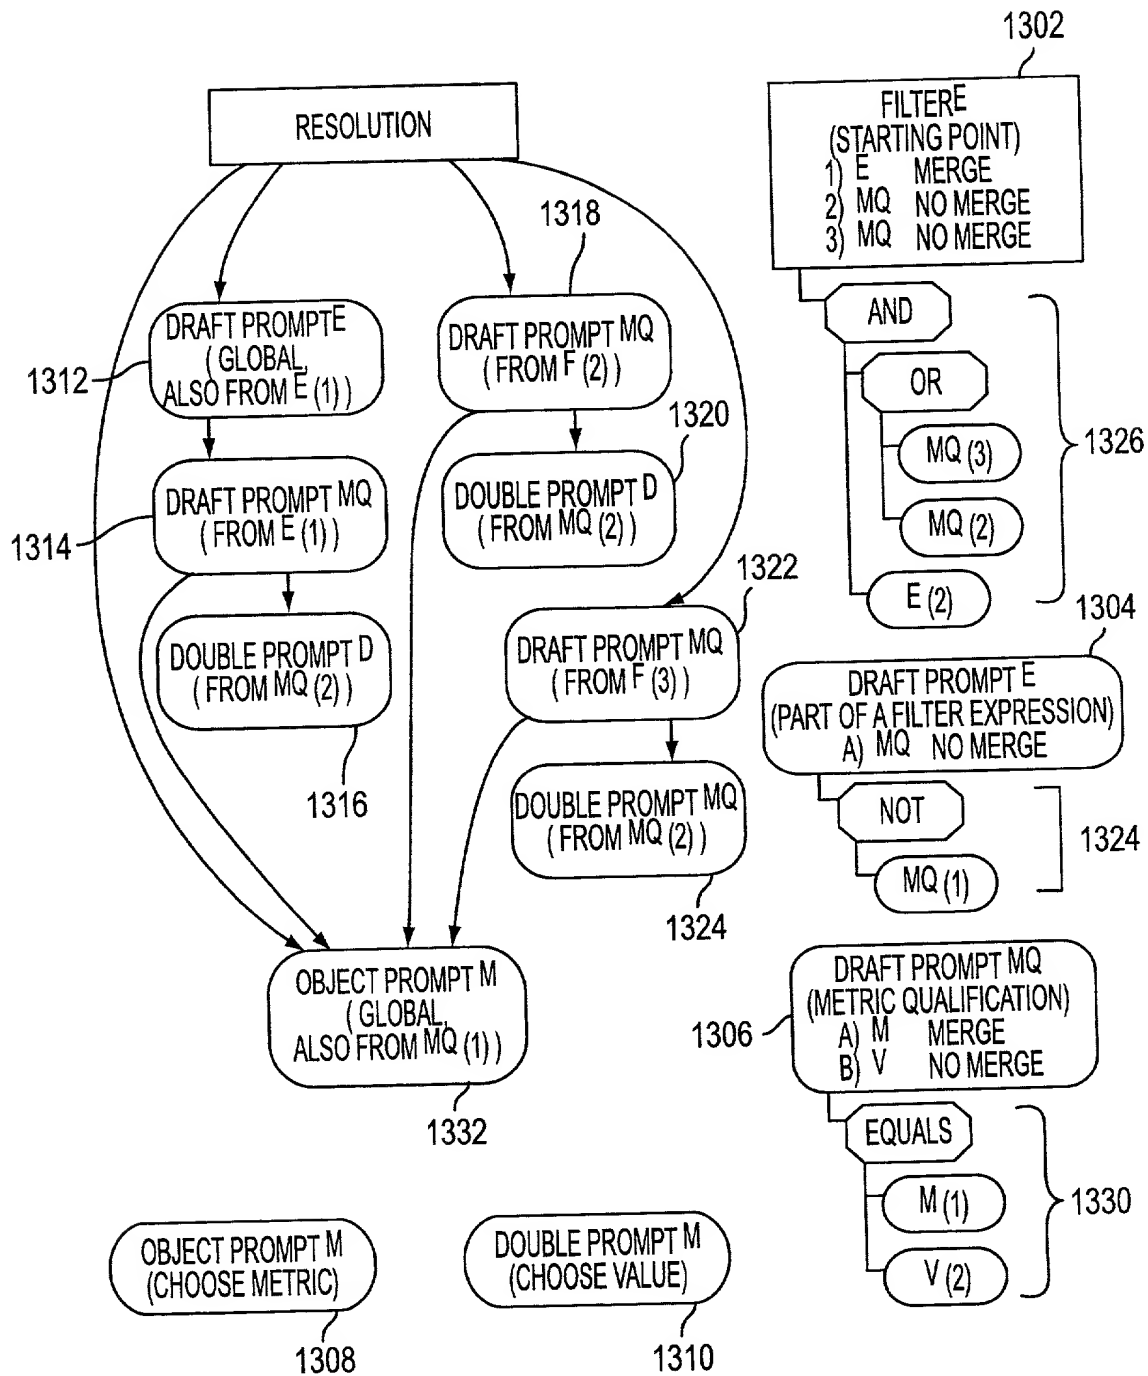 1302
RESOLUTION
FILTER E
(STARTING POINT)
1) E MERGE
2) MQ NO MERGE
3) MQ NO MERGE
1318
AND
OR
MQ (3)
MQ (2)
E (2)
1326
DRAFT PROMPT E
( GLOBAL,
ALSO FROM E (1) )
1312
DRAFT PROMPT MQ
( FROM F (2) )
1320
DRAFT PROMPT MQ
( FROM E (1) )
1314
DOUBLE PROMPT D
( FROM MQ (2) )
1322
1304
DOUBLE PROMPT D
( FROM MQ (2) )
1316
DRAFT PROMPT MQ
( FROM F (3) )
DRAFT PROMPT E
(PART OF A FILTER EXPRESSION)
A) MQ NO MERGE
NOT
MQ (1)
1324
DOUBLE PROMPT MQ
( FROM MQ (2) )
1324
OBJECT PROMPT M
( GLOBAL,
ALSO FROM MQ (1) )
1332
DRAFT PROMPT MQ
(METRIC QUALIFICATION)
A) M MERGE
B) V NO MERGE
1306
EQUALS
M (1)
V (2)
1330
OBJECT PROMPT M
(CHOOSE METRIC)
1308
DOUBLE PROMPT M
(CHOOSE VALUE)
1310